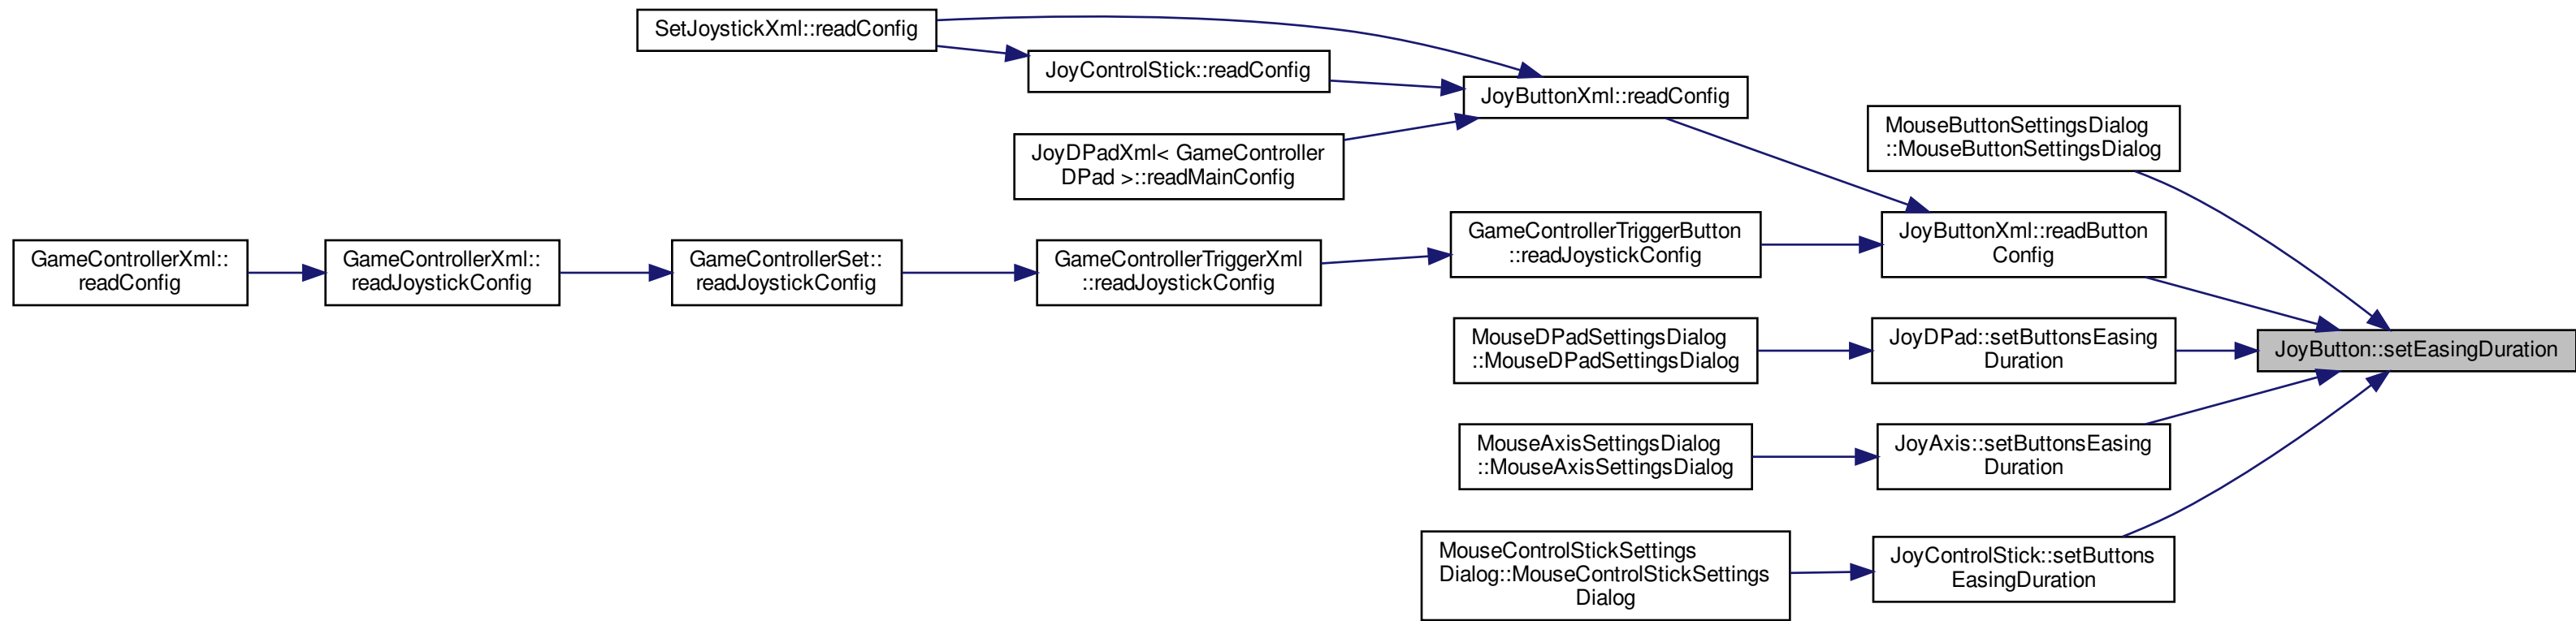 SetJoystickXml::readConfig
JoyControlStick::readConfig
JoyButtonXml::readConfig
JoyDPadXml< GameController
DPad >::readMainConfig
MouseButtonSettingsDialog
::MouseButtonSettingsDialog
GameControllerXml::
readConfig
GameControllerXml::
readJoystickConfig
GameControllerSet::
readJoystickConfig
GameControllerTriggerXml
::readJoystickConfig
GameControllerTriggerButton
::readJoystickConfig
JoyButtonXml::readButton
Config
MouseDPadSettingsDialog
::MouseDPadSettingsDialog
JoyDPad::setButtonsEasing
Duration
JoyButton::setEasingDuration
MouseAxisSettingsDialog
::MouseAxisSettingsDialog
JoyAxis::setButtonsEasing
Duration
MouseControlStickSettings
Dialog::MouseControlStickSettings
Dialog
JoyControlStick::setButtons
EasingDuration